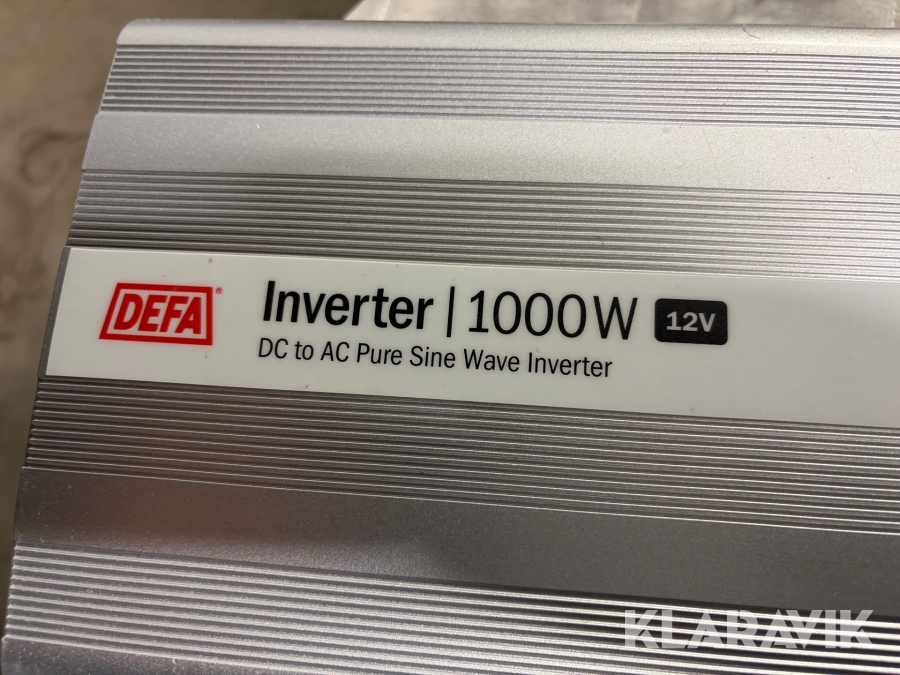 DEFA®
Inverter | 1000W 12V
DC to AC Pure Sine Wave Inverter
KLARAVIK